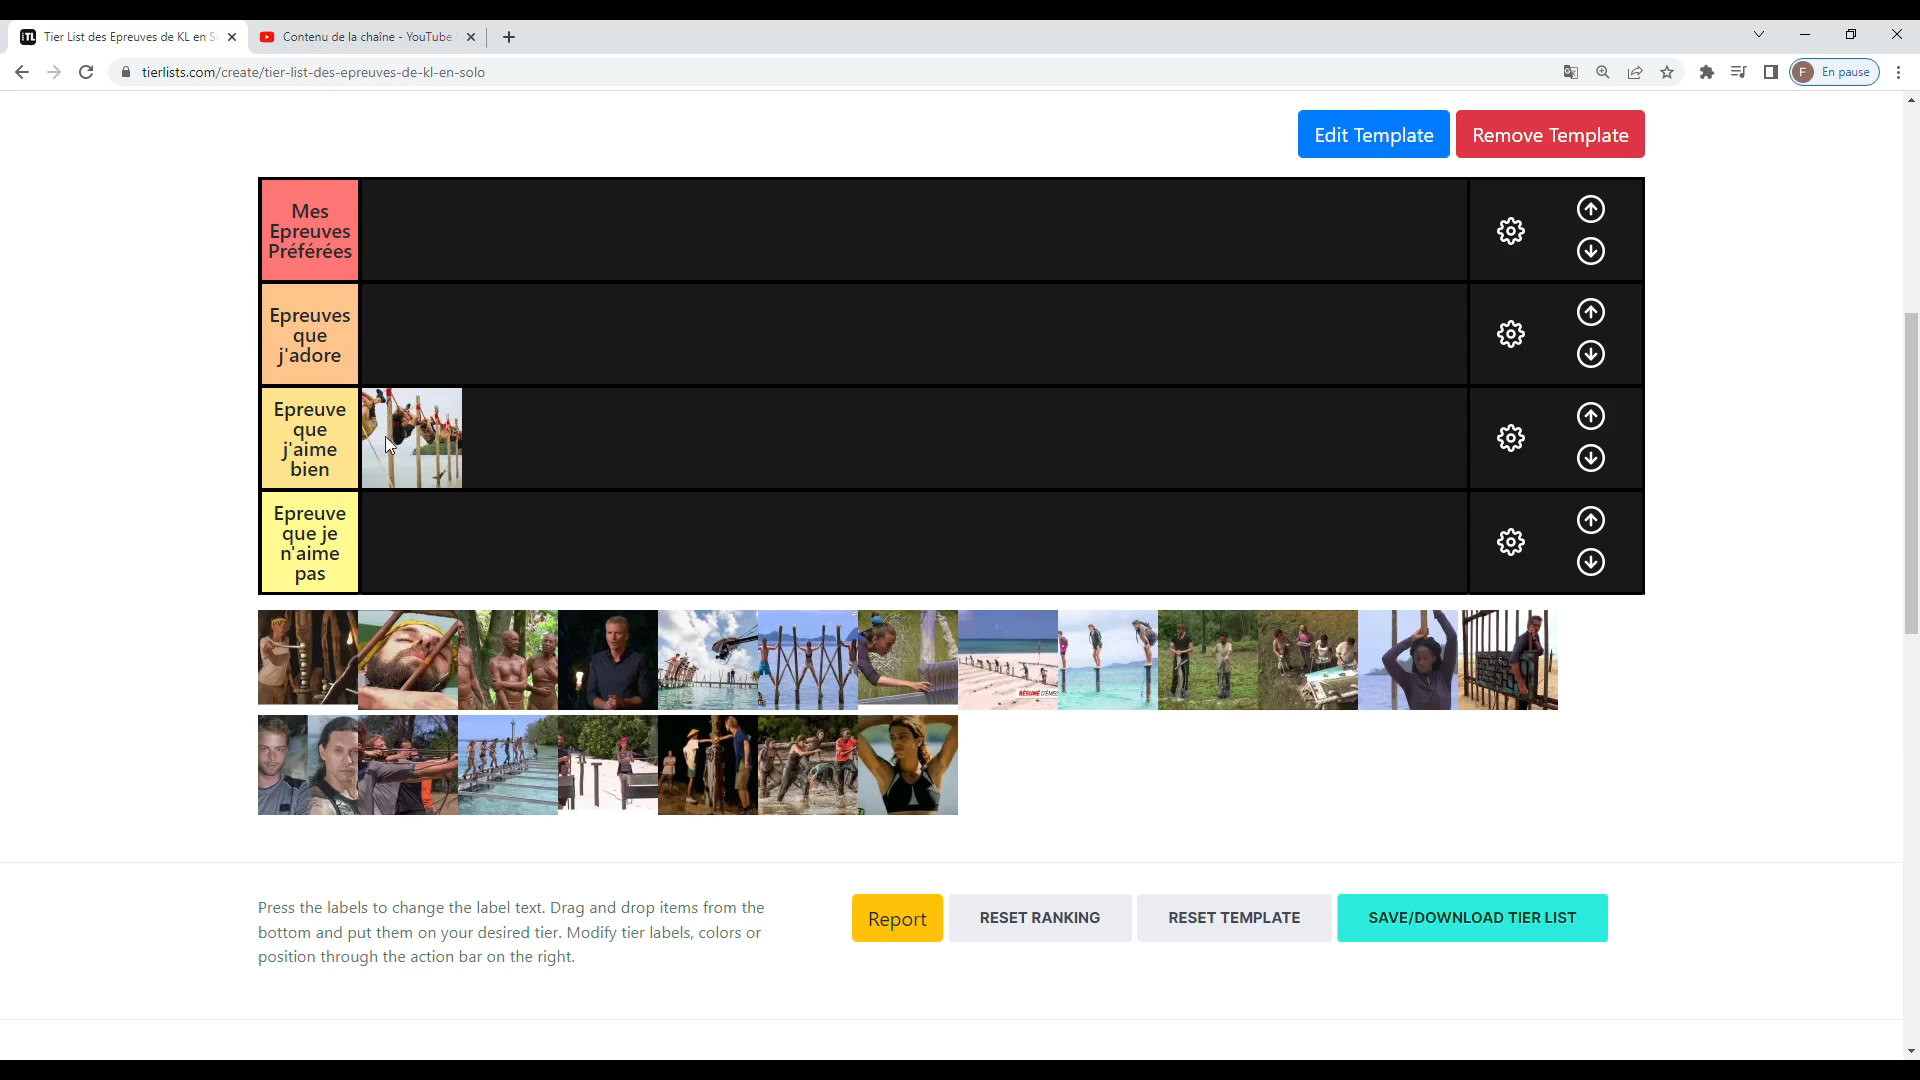 Tier List des Epreuves de KL en S
Contenu de la chaîne - YouTube
tierlists.com/create/tier-list-des-epreuves-de-kl-en-solo
F En pause
Edit Template
Remove Template
Mes
Epreuves
Préférées
Epreuves
que
j'adore
Epreuve
que
j'aime
bien
Epreuve
que je
n'aime
pas
RÉSUMÉ D'ÉMISS
Press the labels to change the label text. Drag and drop items from the
bottom and put them on your desired tier. Modify tier labels, colors or
position through the action bar on the right.
Report
RESET RANKING
RESET TEMPLATE
SAVE/DOWNLOAD TIER LIST